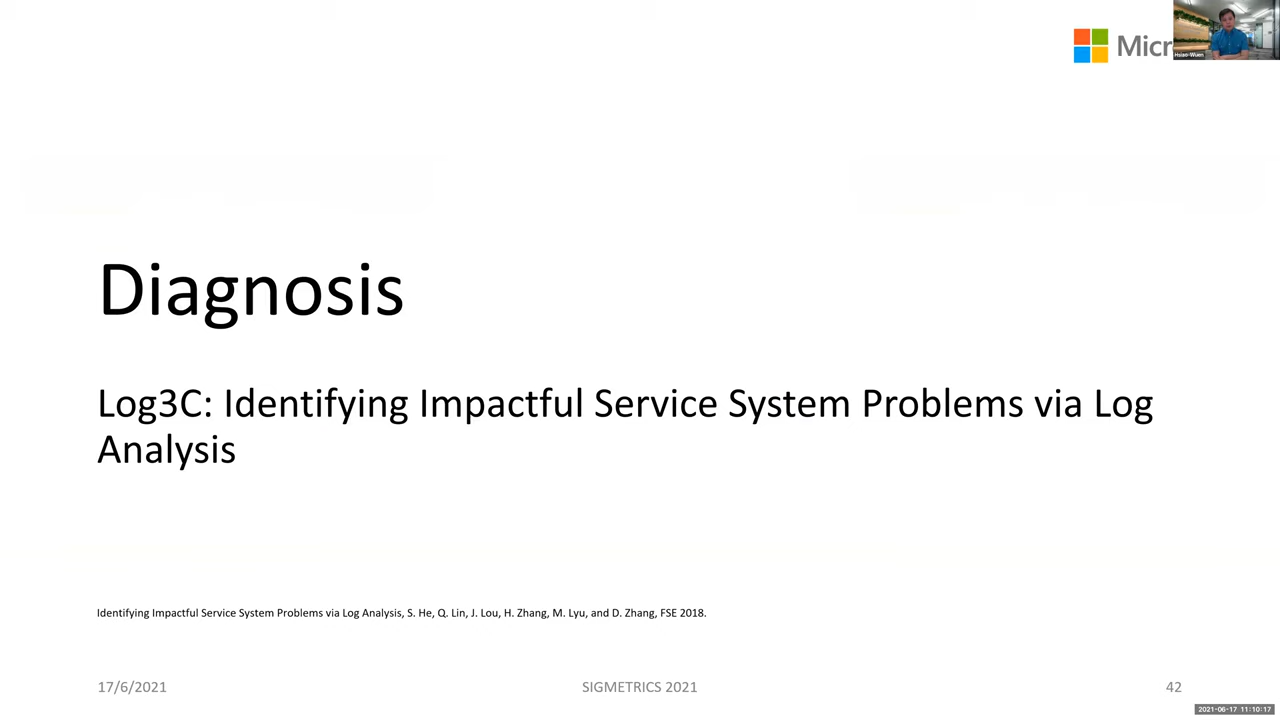 Micr
Hsiao-Wuen
Diagnosis
Log3C: Identifying Impactful Service System Problems via Log
Analysis
Identifying Impactful Service System Problems via Log Analysis, S. He, Q. Lin, J. Lou, H. Zhang, M. Lyu, and D. Zhang, FSE 2018.
17/6/2021
SIGMETRICS 2021
42
2021-06-17 11:10:17